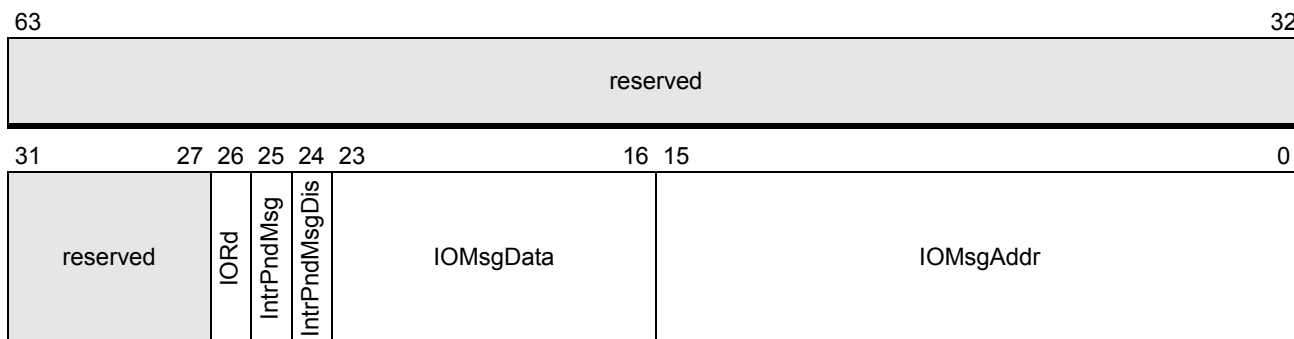 63 32
reserved
31 27 26 25 24 23 16 15 0
reserved IORd IntrPndMsg IntrPndMsgDis IOMsgData IOMsgAddr